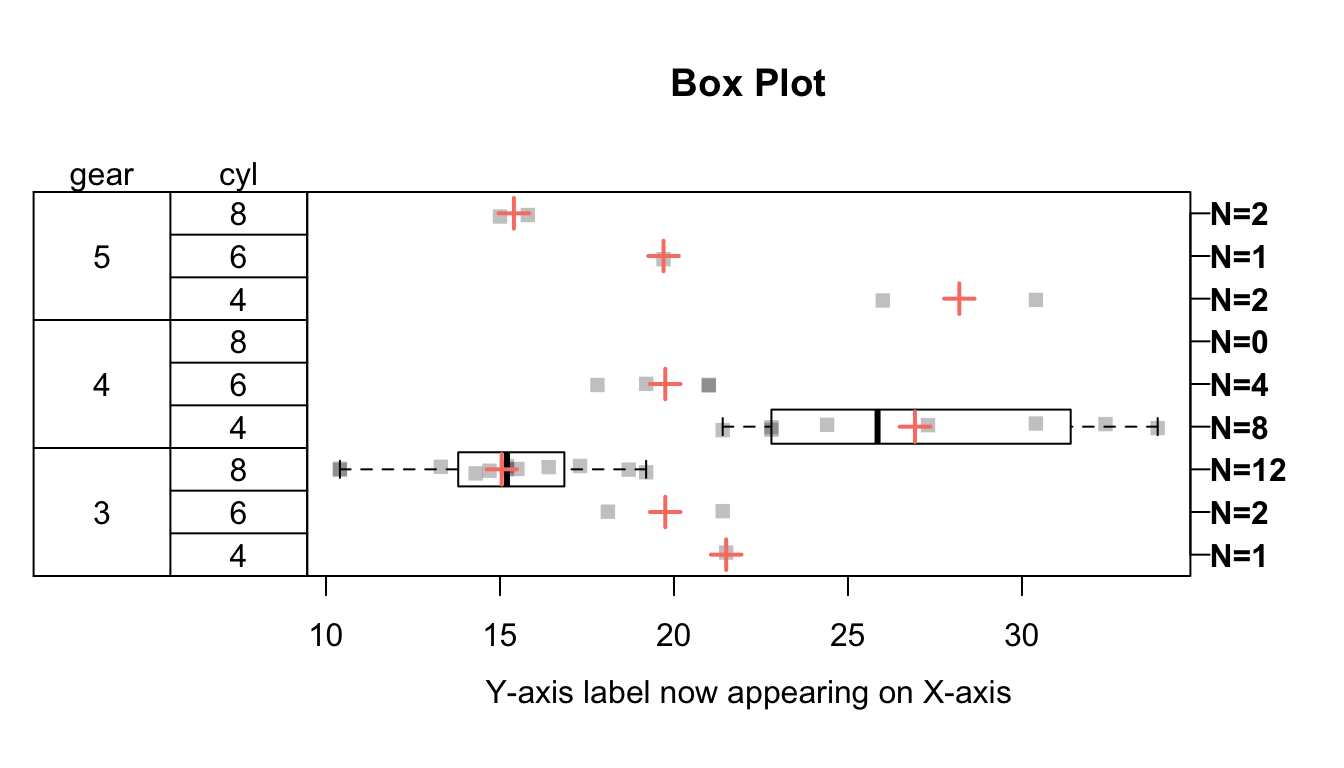 Box Plot
gear cyl
8 N=2
5 6 N=1
4 N=2
8 N=0
4 6 N=4
4 N=8
8 N=12
3 6 N=2
4 N=1
10 15 20 25 30
Y-axis label now appearing on X-axis